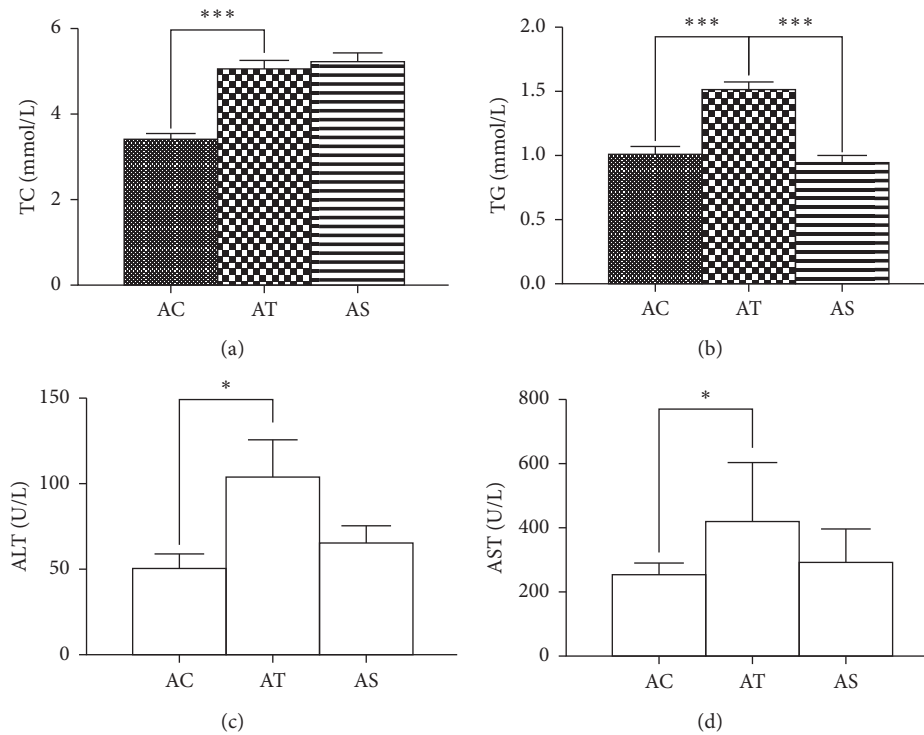 ***
6
4
2
0
TC (mmol/L)
AC AT AS
(a)
*** ***
2.0
1.5
1.0
0.5
0.0
TG (mmol/L)
AC AT AS
(b)
*
150
100
50
0
ALT (U/L)
AC AT AS
(c)
*
800
600
400
200
0
AST (U/L)
AC AT AS
(d)